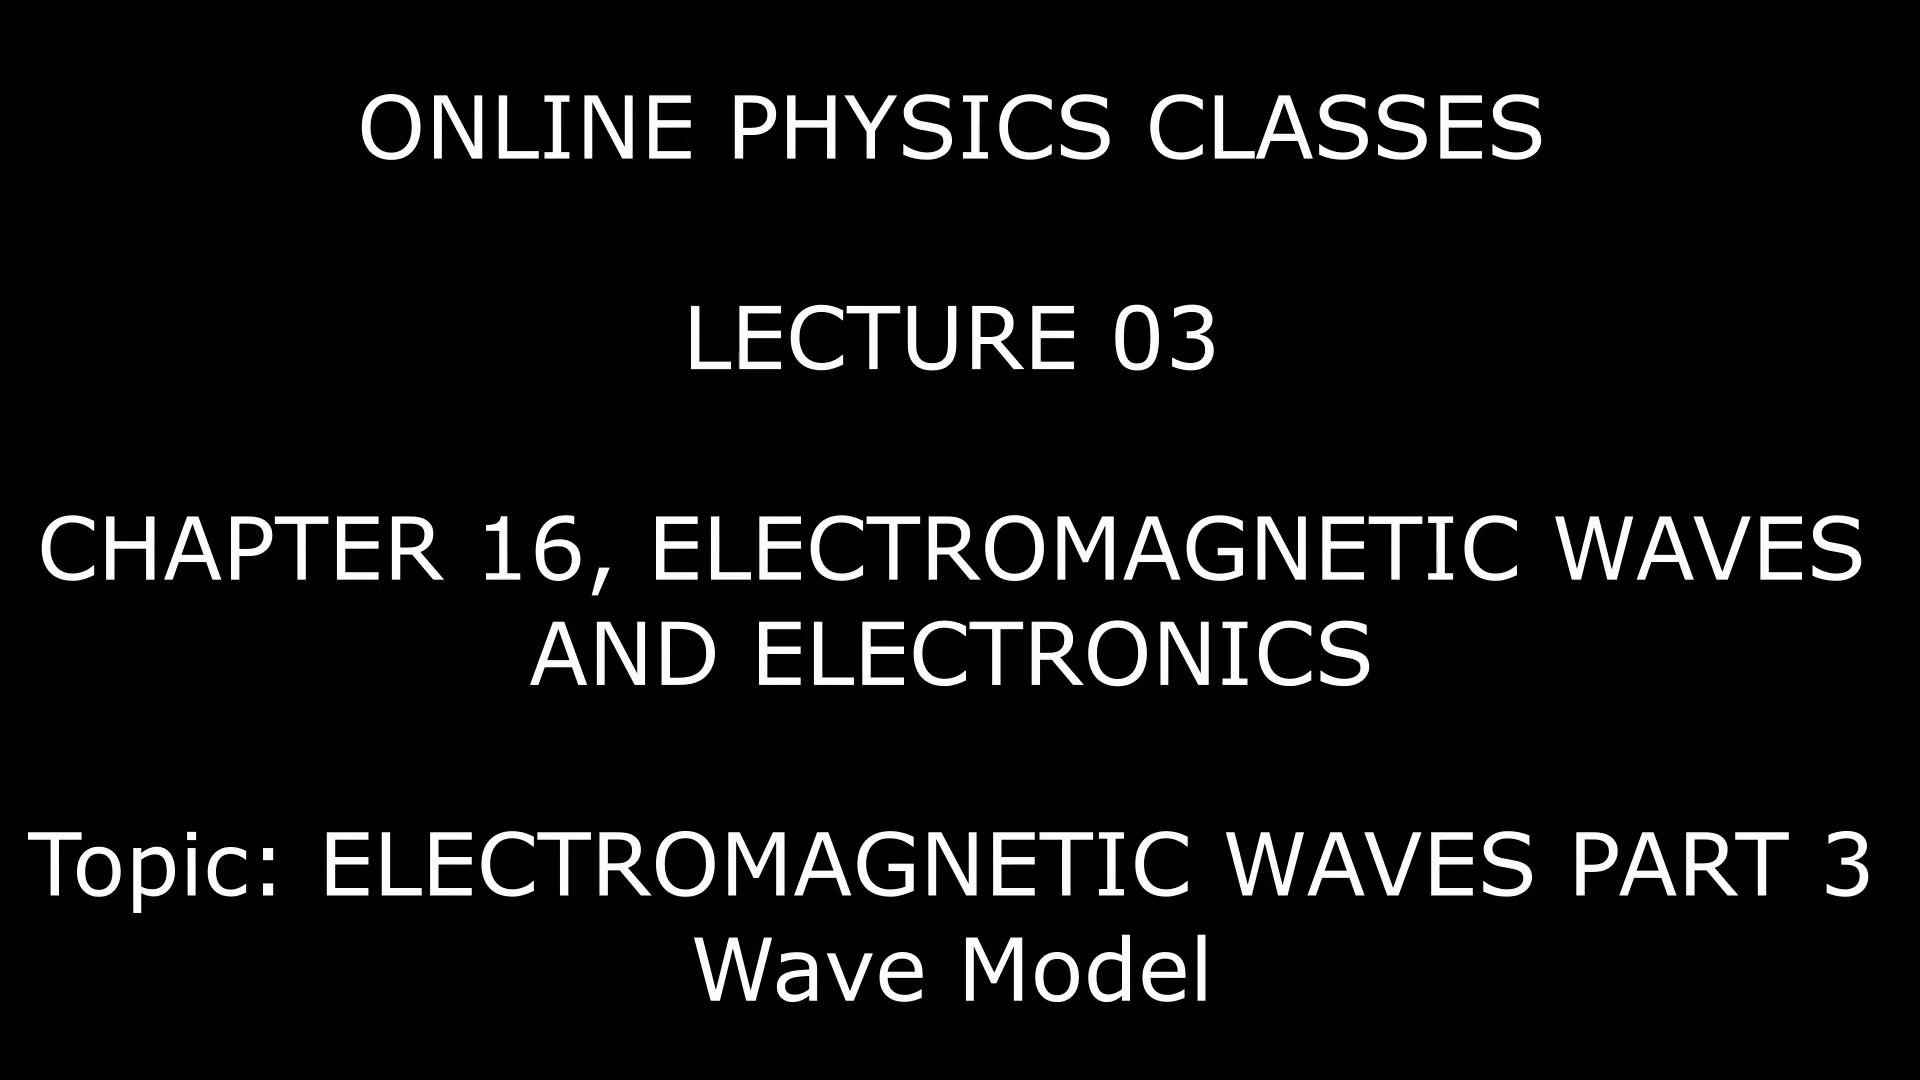 ONLINE PHYSICS CLASSES
LECTURE 03
CHAPTER 16, ELECTROMAGNETIC WAVES
AND ELECTRONICS
Topic: ELECTROMAGNETIC WAVES PART 3
Wave Model